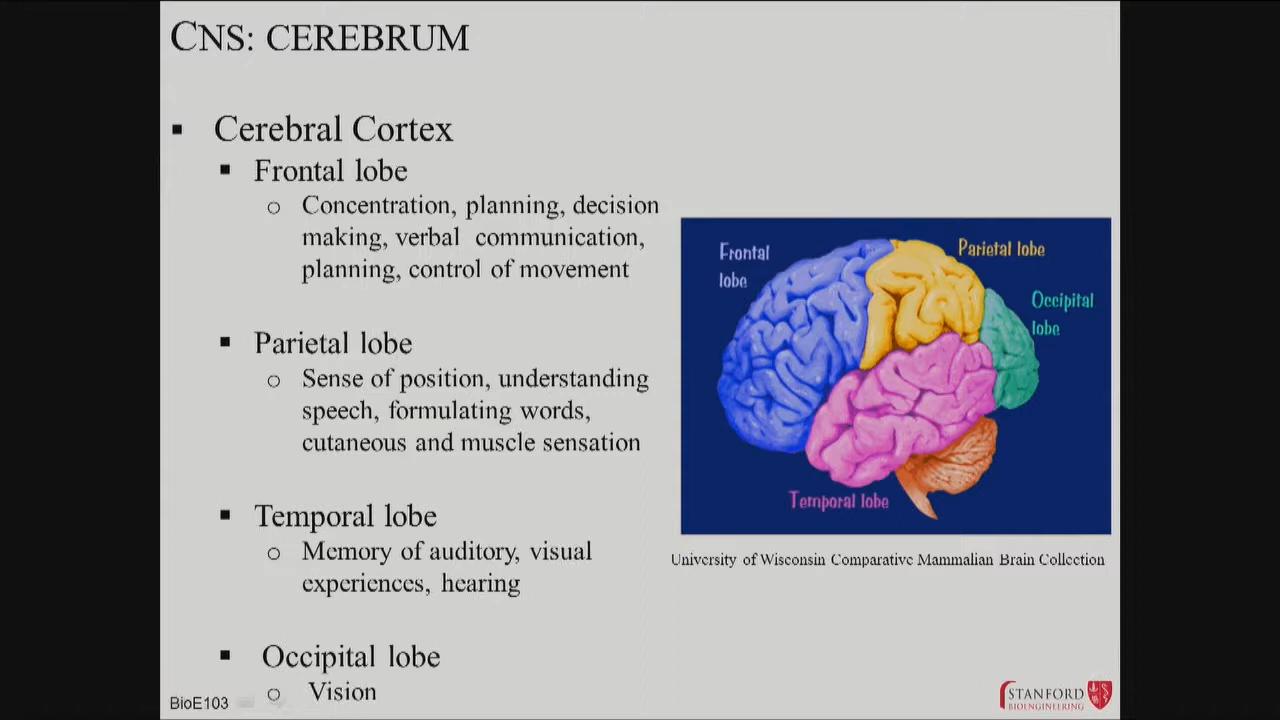 CNS: CEREBRUM
▪ Cerebral Cortex
▪ Frontal lobe
o Concentration, planning, decision
making, verbal communication,
planning, control of movement
▪ Parietal lobe
o Sense of position, understanding
speech, formulating words,
cutaneous and muscle sensation
▪ Temporal lobe
o Memory of auditory, visual
experiences, hearing
▪ Occipital lobe
o Vision
Frontal
lobe
Parietal lobe
Occipital
lobe
Temporal lobe
University of Wisconsin Comparative Mammalian Brain Collection
BioE103
STANFORD
BIOENGINEERING